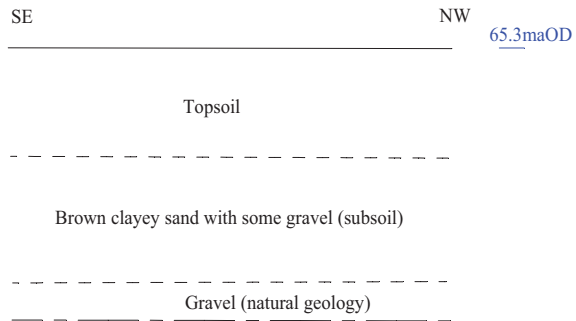 SE NW
65.3maOD
Topsoil
Brown clayey sand with some gravel (subsoil)
Gravel (natural geology)